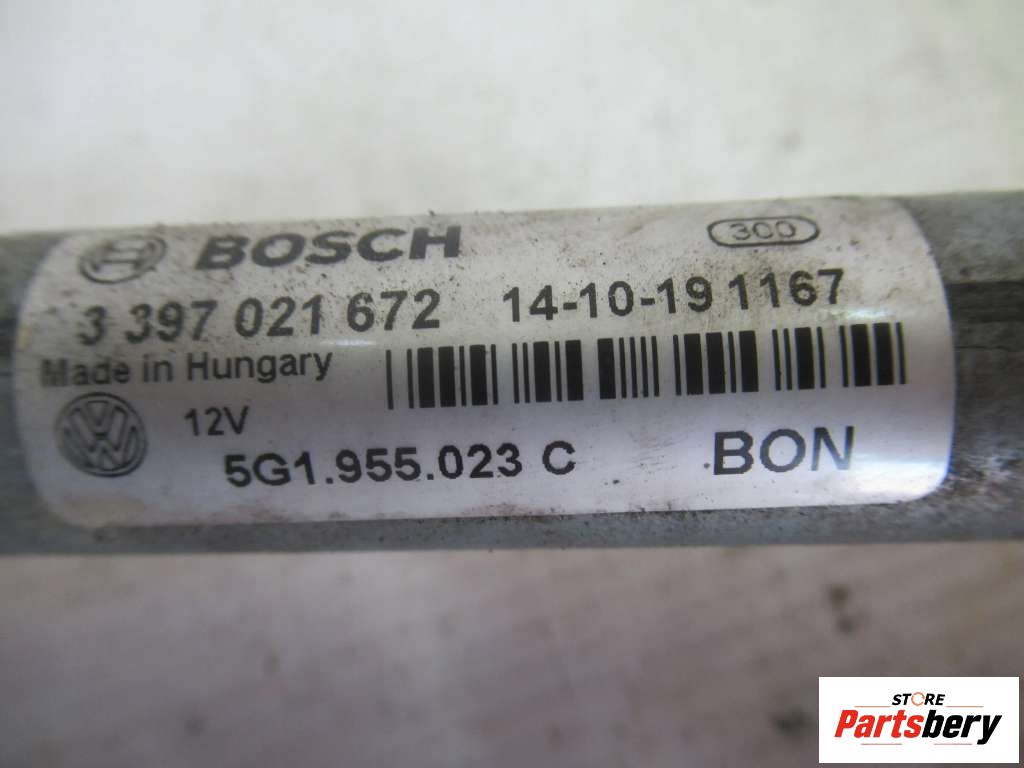 BOSCH
300
3 397 021 672 14-10-19 1167
Made in Hungary
12V
5G1.955.023 C BON
STORE
Partsbery